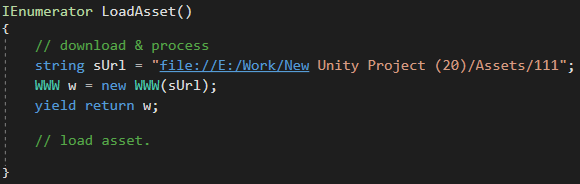 IEnumerator LoadAsset()
{
// download & process
string sUrl = "file://E:/Work/New Unity Project (20)/Assets/111";
WWW w = new WWW(sUrl);
yield return w;
// load asset.
}